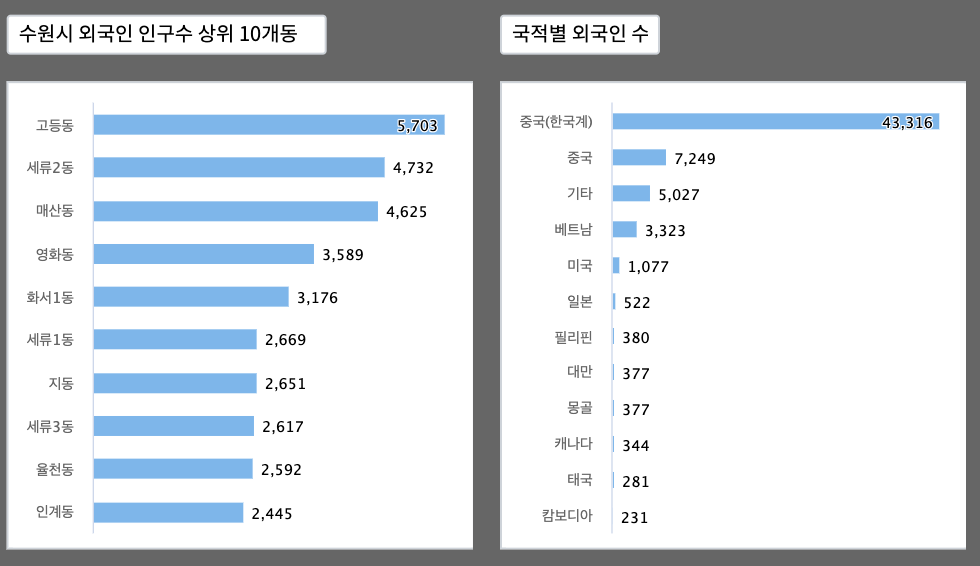 수원시 외국인 인구수 상위 10개동
고등동 5,703
세류2동 4,732
매산동 4,625
영화동 3,589
화서1동 3,176
세류1동 2,669
지동 2,651
세류3동 2,617
율천동 2,592
인계동 2,445
국적별 외국인 수
중국(한국계) 43,316
중국 7,249
기타 5,027
베트남 3,323
미국 1,077
일본 522
필리핀 380
대만 377
몽골 377
캐나다 344
태국 281
캄보디아 231